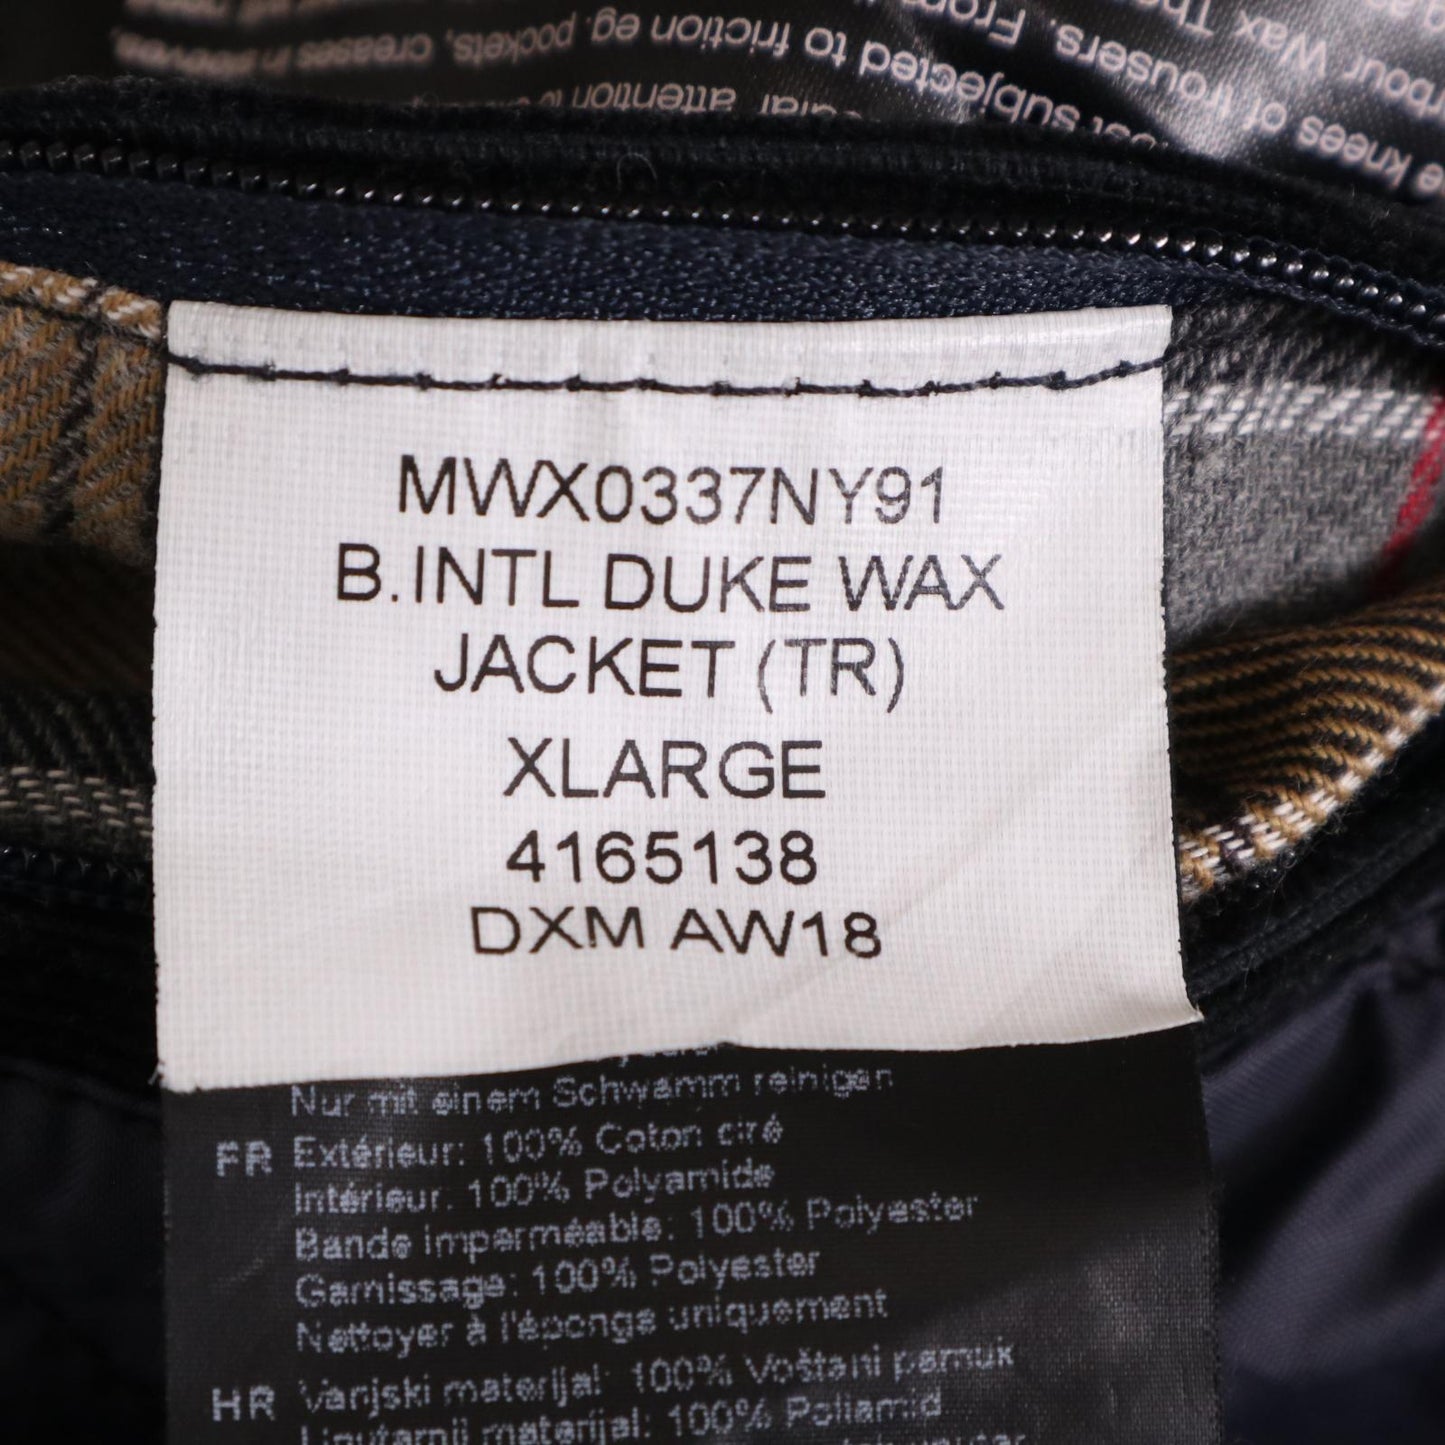 MWX0337NY91
B.INTL DUKE WAX
JACKET (TR)
XLARGE
4165138
DXM AW18
Nur mit einem Schwamm reinigen
FR Extérieur: 100% Coton ciré
Intérieur: 100% Polyamide
Bande imperméable: 100% Polyester
Garnissage: 100% Polyester
Nettoyer à l'éponge uniquement
HR Vanjski materijal: 100% Voštani pamuk
materijal: 100% Poliamid
knees of trousers. From
subjected to friction eg. pockets, creases in
attention